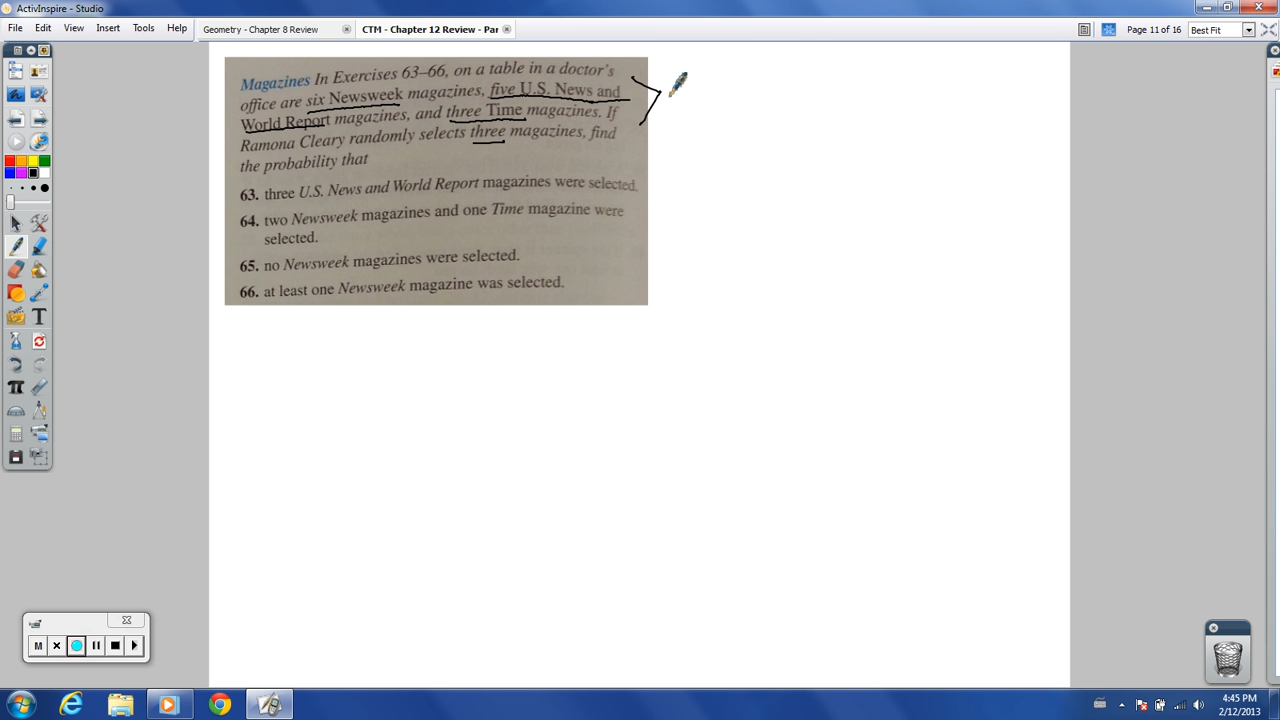 ActivInspire - Studio
File Edit View Insert Tools Help
Geometry - Chapter 8 Review
CTM - Chapter 12 Review - Par
Page 11 of 16
Best Fit
Magazines In Exercises 63–66, on a table in a doctor's
office are six Newsweek magazines, five U.S. News and
World Report magazines, and three Time magazines. If
Ramona Cleary randomly selects three magazines, find
the probability that
63. three U.S. News and World Report magazines were selected.
64. two Newsweek magazines and one Time magazine were
selected.
65. no Newsweek magazines were selected.
66. at least one Newsweek magazine was selected.
M
4:45 PM
2/12/2013